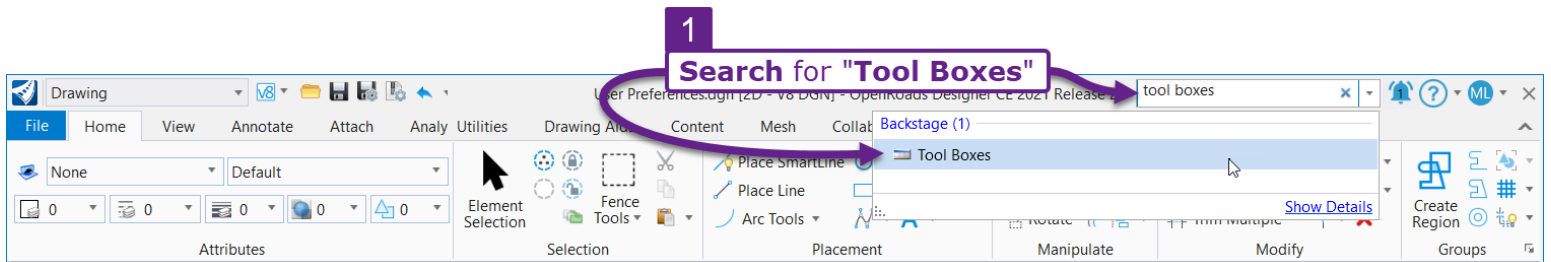 1
Search for "Tool Boxes"
Drawing
V8
User Preferences.dgn [2D - V8 DGN] - OpenRoads Designer CE 2021 Release
tool boxes
1
?
ML
File Home View Annotate Attach Analy Utilities Drawing Aids Content Mesh Collab
Backstage (1)
Tool Boxes
Show Details
None
Default
0 0 0 0 0
Attributes
Element
Selection
Fence
Tools
Selection
Place SmartLine
Place Line
Arc Tools
A
Placement
Rotate
Manipulate
Trim Multiple
Modify
Create
Region
Groups